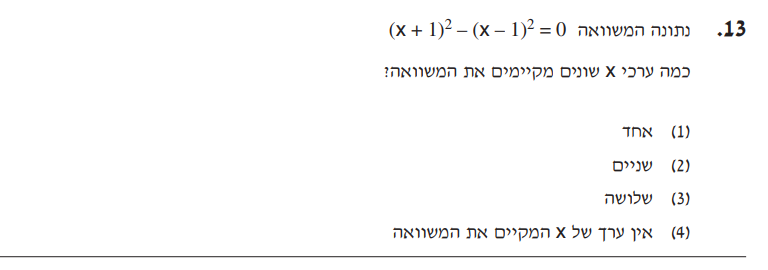 13. נתונה המשוואה (x + 1)² – (x – 1)² = 0
כמה ערכי x שונים מקיימים את המשוואה?
(1) אחד
(2) שניים
(3) שלושה
(4) אין ערך של x המקיים את המשוואה